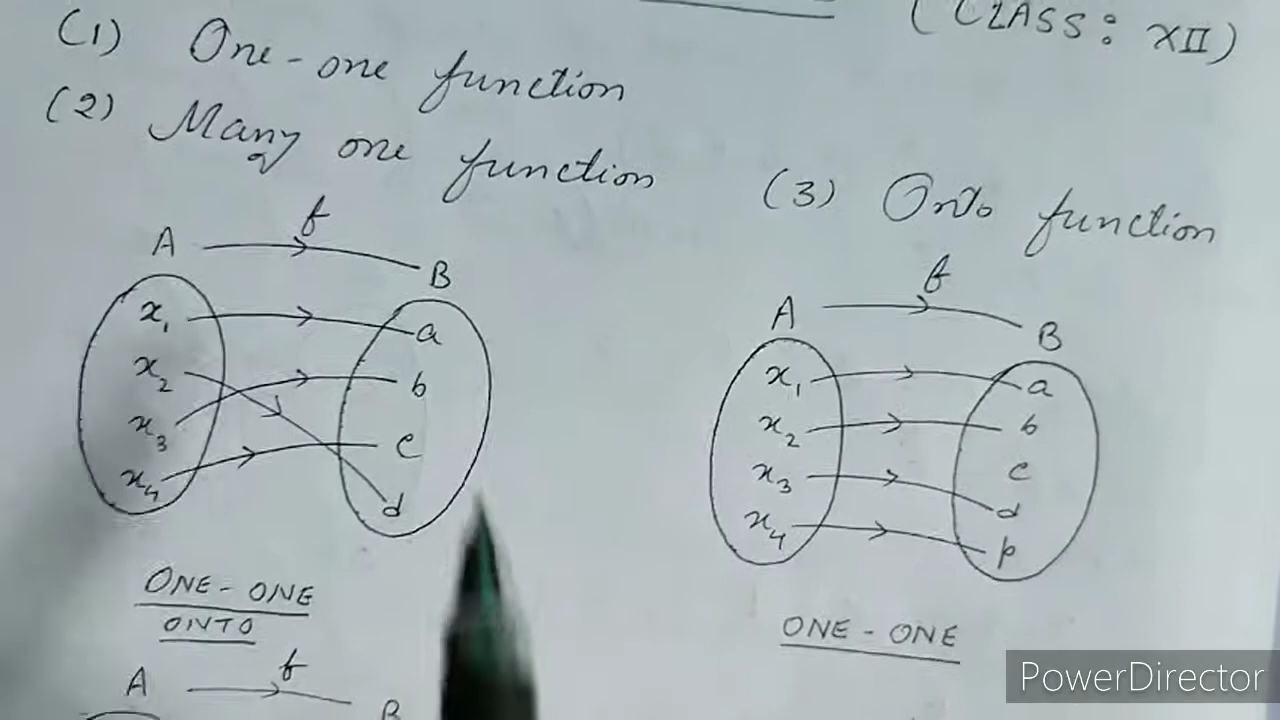 (CLASS: XII)
(1) One-one function
(2) Many one function
(3) Onto function
A f B
x₁ a
x₂ b
x₃ c
x₄ d
ONE-ONE
ONTO
A f B
x₁ a
x₂ b
x₃ c
x₄ d
p
ONE-ONE
A f B
PowerDirector